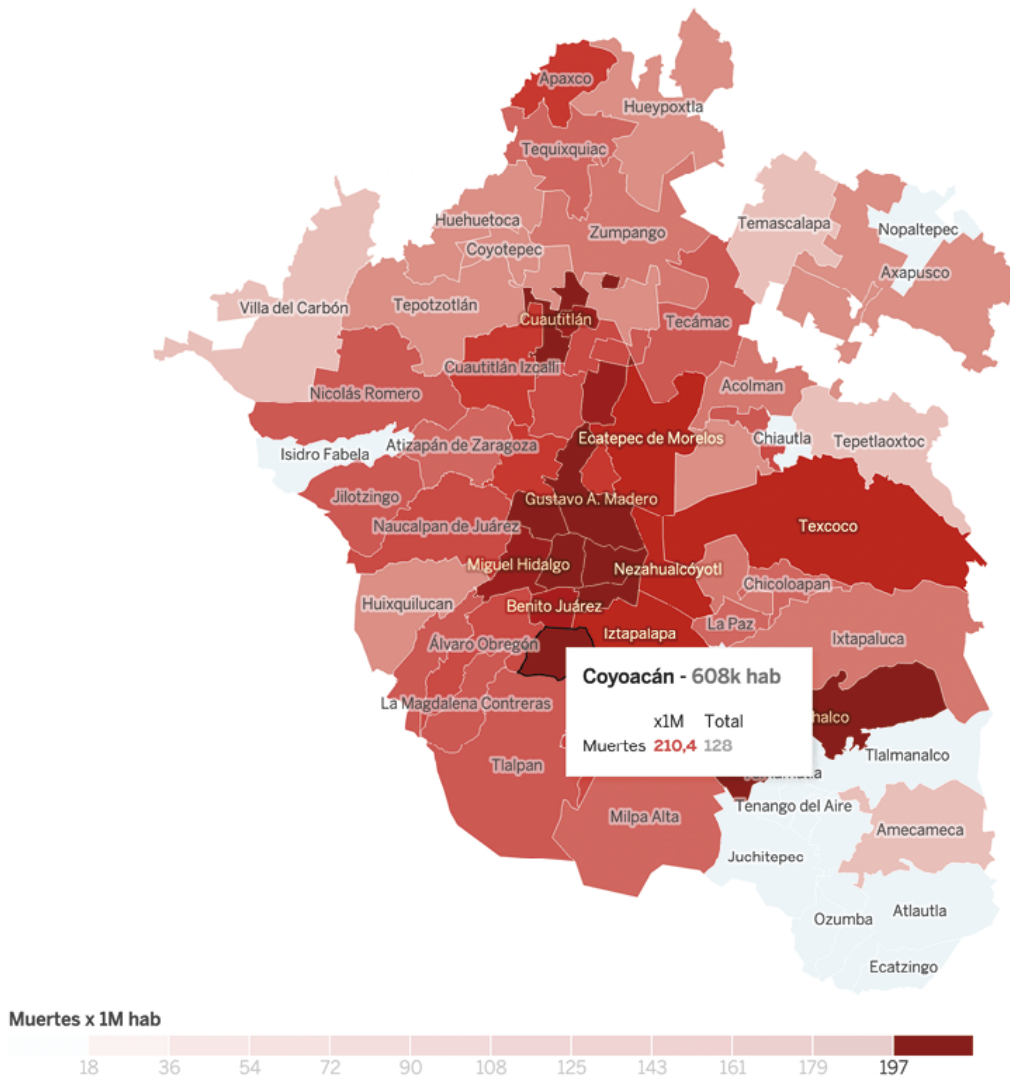 Apaxco
Hueypoxtla
Tequixquiac
Temascalapa
Huehuetoca
Nopaltepec
Zumpango
Coyotepec
Axapusco
Villa del Carbón
Tepotzotlán
Cuautitlán
Tecámac
Cuautitlán Izcalli
Acolman
Nicolás Romero
Ecatepec de Morelos
Chiautla
Tepetlaoxtoc
Atizapán de Zaragoza
Isidro Fabela
Jilotzingo
Gustavo A. Madero
Naucalpan de Juárez
Texcoco
Miguel Hidalgo
Nezahualcóyotl
Chicoloapan
Huixquilucan
Benito Juárez
La Paz
Iztapalapa
Ixtapaluca
Álvaro Obregón
Coyoacán - 608k hab
x1M Total
Muertes 210,4 128
La Magdalena Contreras
halco
Tlalmanalco
Tlalpan
Tenango del Aire
Milpa Alta
Amecameca
Juchitepec
Ozumba
Atlautla
Ecatzingo
Muertes x 1M hab
18 36 54 72 90 108 125 143 161 179 197